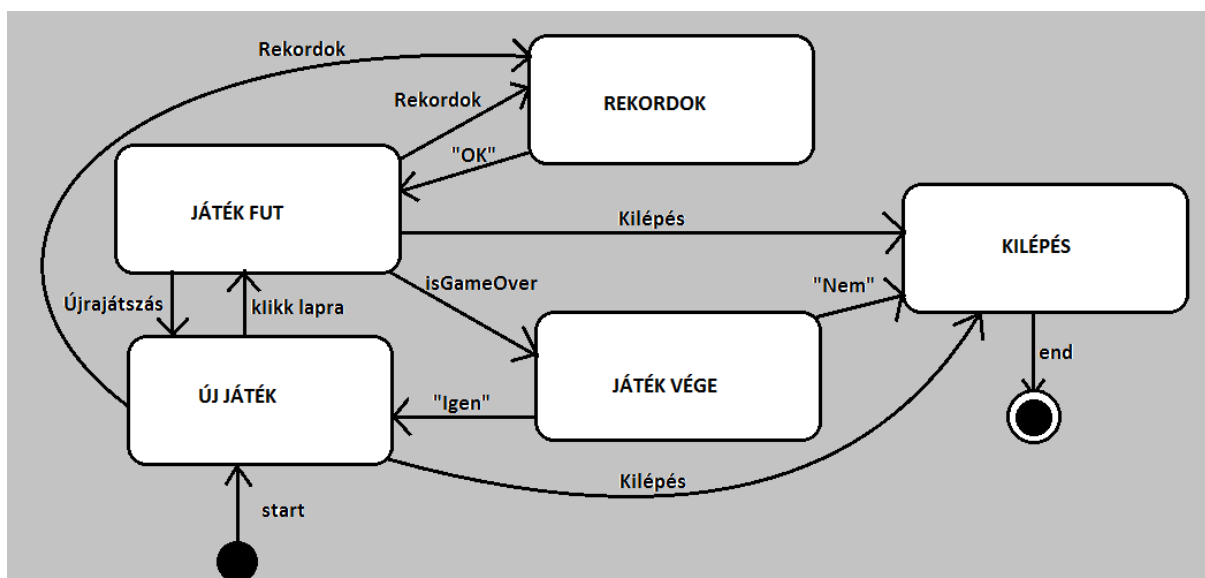 Rekordok
REKORDOK
Rekordok
"OK"
JÁTÉK FUT
Kilépés
KILÉPÉS
isGameOver
"Nem"
Újrajátszás
klikk lapra
end
JÁTÉK VÉGE
ÚJ JÁTÉK
"Igen"
Kilépés
start